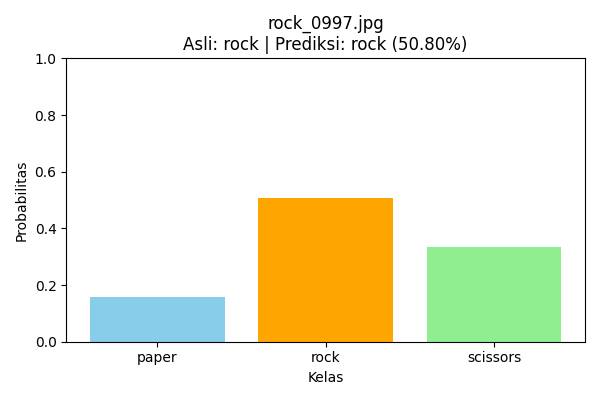 rock_0997.jpg
Asli: rock | Prediksi: rock (50.80%)
1.0
0.8
0.6
0.4
0.2
0.0
Probabilitas
paper rock scissors
Kelas